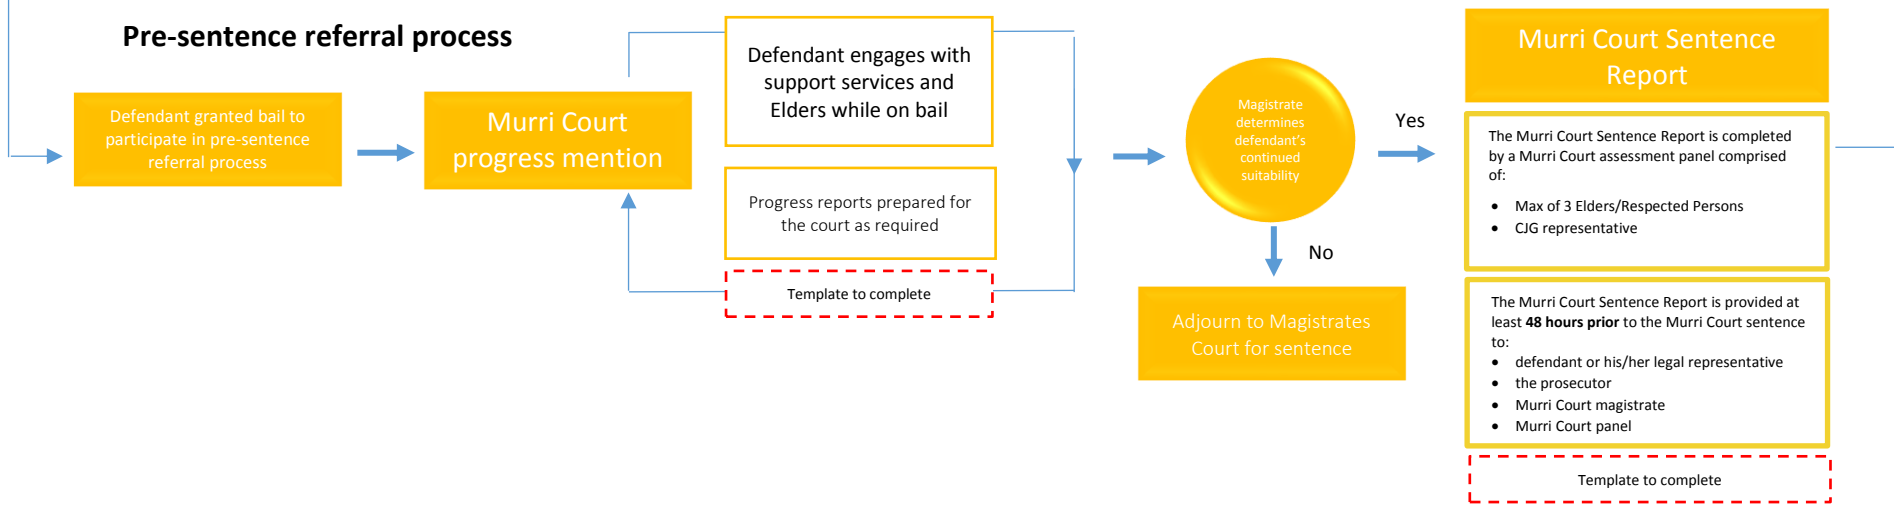 Pre-sentence referral process
Defendant granted bail to
participate in pre-sentence
referral process
Murri Court
progress mention
Defendant engages with
support services and
Elders while on bail
Progress reports prepared for
the court as required
Template to complete
Magistrate
determines
defendant's
continued
suitability
Yes
No
Adjourn to Magistrates
Court for sentence
Murri Court Sentence
Report
The Murri Court Sentence Report is completed
by a Murri Court assessment panel comprised
of:
• Max of 3 Elders/Respected Persons
• CJG representative
The Murri Court Sentence Report is provided at
least 48 hours prior to the Murri Court sentence
to:
• defendant or his/her legal representative
• the prosecutor
• Murri Court magistrate
• Murri Court panel
Template to complete